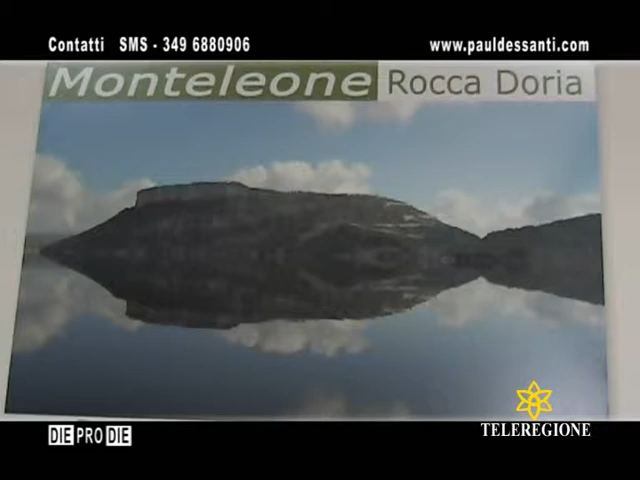 Contatti SMS - 349 6880906
www.pauldessanti.com
Monteleone Rocca Doria
DIE PRO DIE
TELEREGIONE